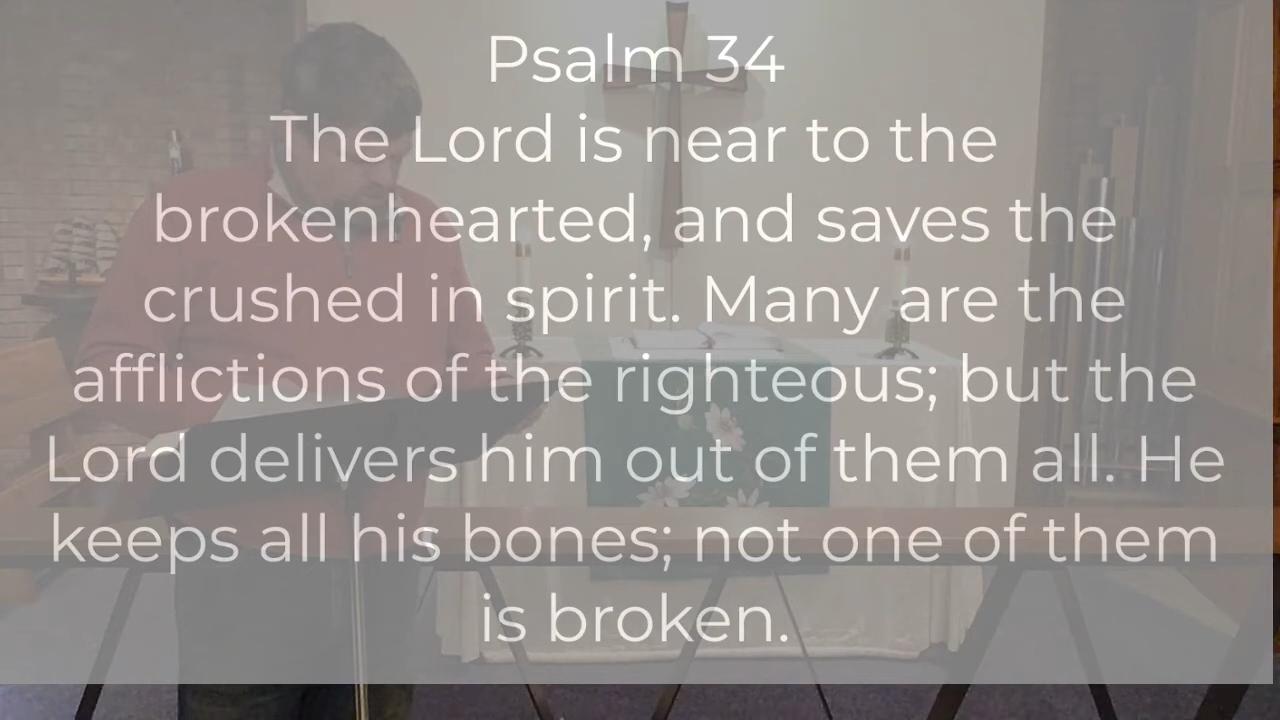 Psalm 34
The Lord is near to the
brokenhearted, and saves the
crushed in spirit. Many are the
afflictions of the righteous; but the
Lord delivers him out of them all. He
keeps all his bones; not one of them
is broken.